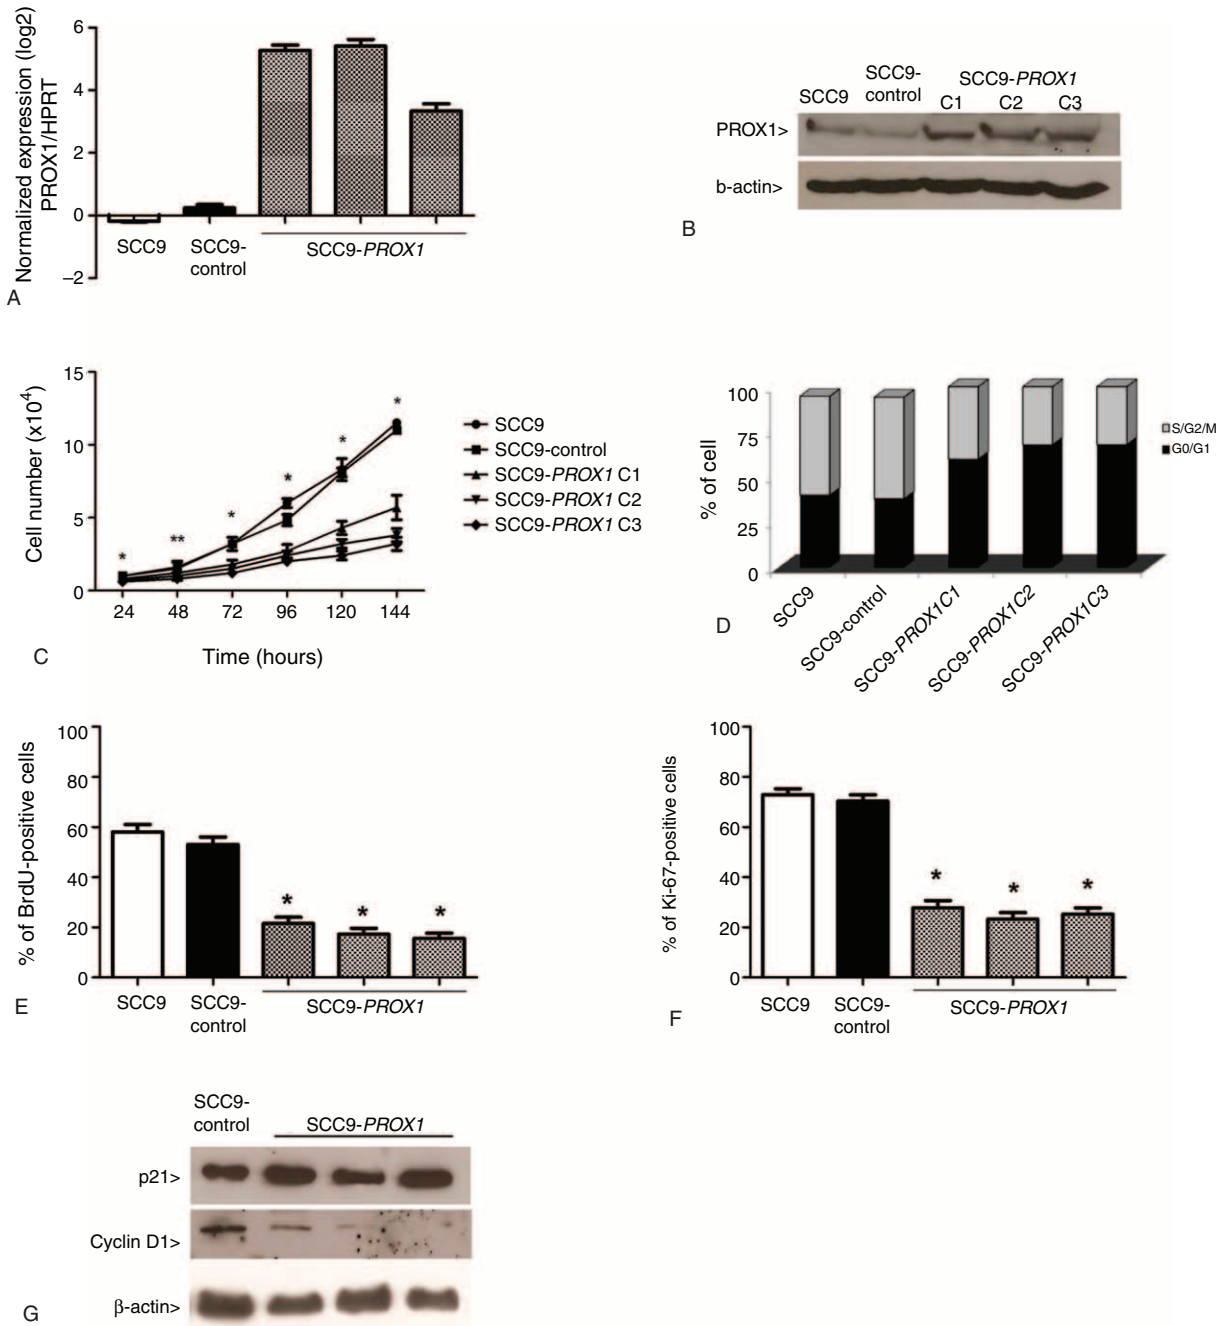 Normalized expression (log2)
PROX1/HPRT
6
4
2
0
–2
SCC9
SCC9-
control
SCC9-PROX1
A
SCC9
SCC9-
control
SCC9-PROX1
C1
C2
C3
PROX1>
b-actin>
B
Cell number (x10⁴)
15
10
5
0
*
**
*
*
*
*
24
48
72
96
120
144
Time (hours)
SCC9
SCC9-control
SCC9-PROX1 C1
SCC9-PROX1 C2
SCC9-PROX1 C3
C
% of cell
100
75
50
25
0
S/G2/M
G0/G1
SCC9
SCC9-control
SCC9-PROX1C1
SCC9-PROX1C2
SCC9-PROX1C3
D
% of BrdU-positive cells
100
80
60
40
20
0
*
*
*
SCC9
SCC9-
control
SCC9-PROX1
E
% of Ki-67-positive cells
100
80
60
40
20
0
*
*
*
SCC9
SCC9-
control
SCC9-PROX1
F
SCC9-
control
SCC9-PROX1
p21>
Cyclin D1>
β-actin>
G